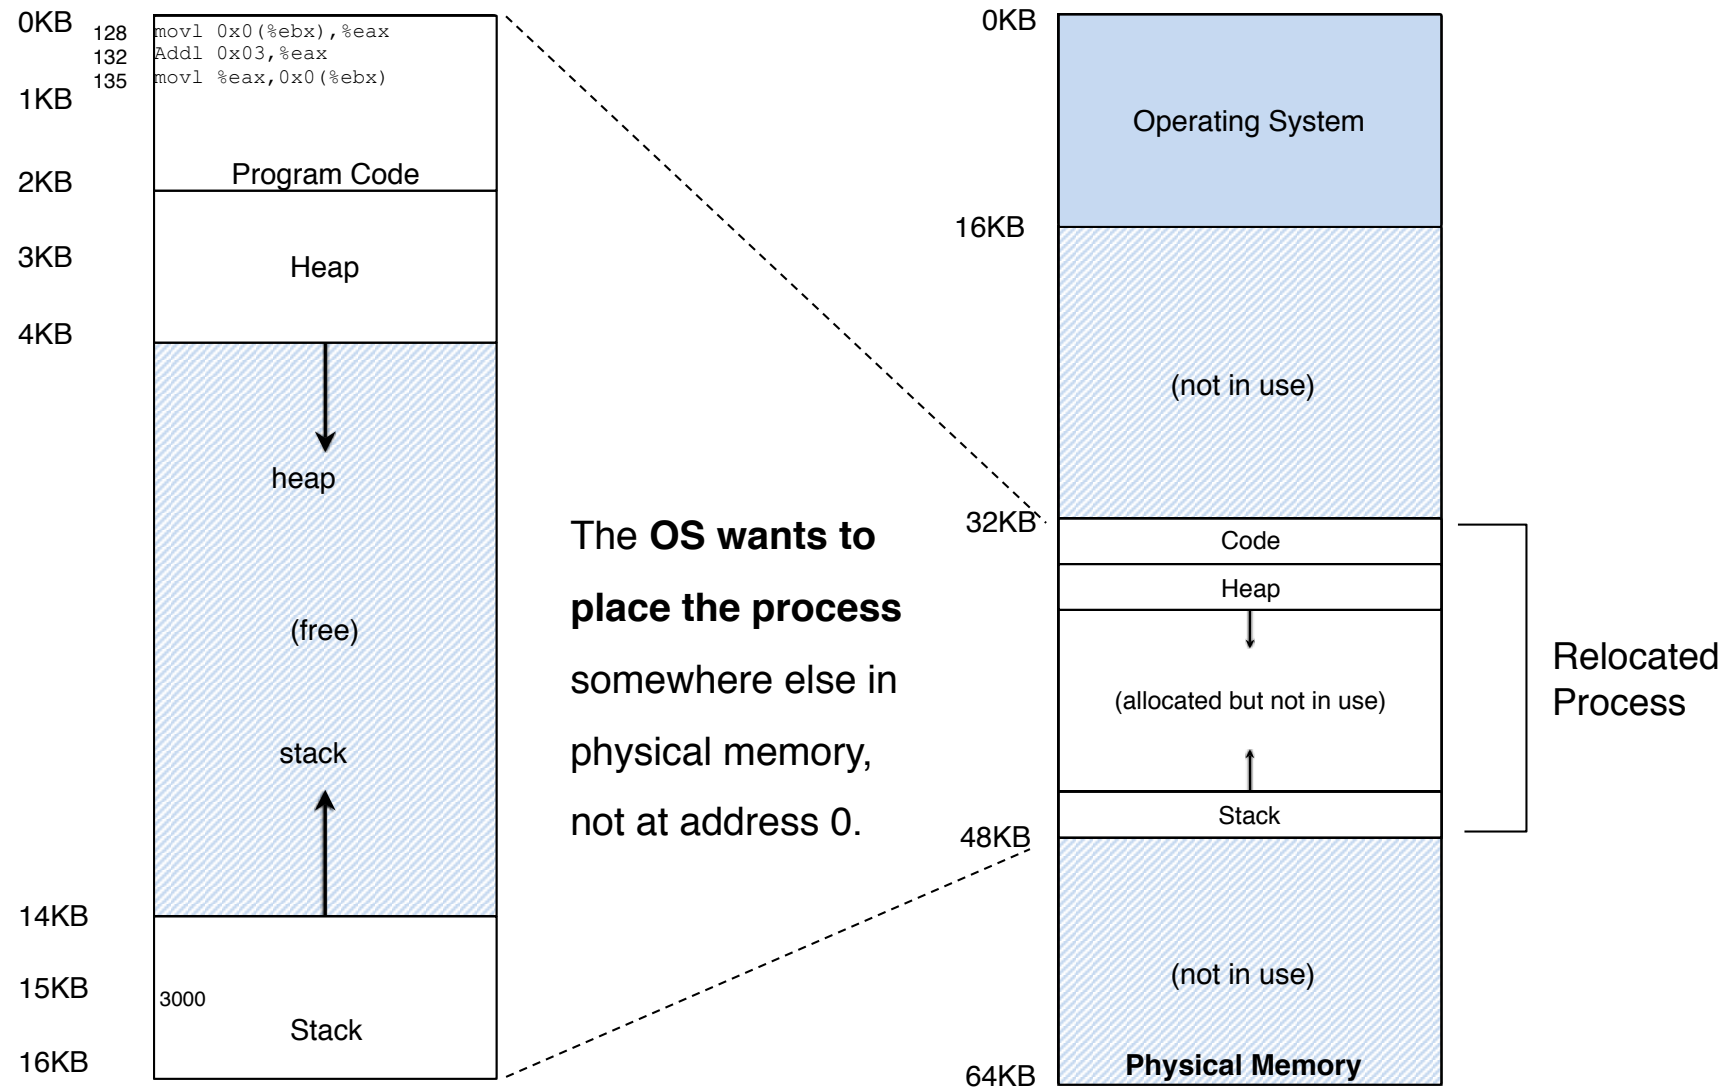 0KB
128 movl 0x0(%ebx),%eax
132 Addl 0x03,%eax
135 movl %eax,0x0(%ebx)
1KB
Program Code
2KB
3KB
Heap
4KB
heap
(free)
stack
14KB
15KB
3000
Stack
16KB
The OS wants to
place the process
somewhere else in
physical memory,
not at address 0.
0KB
Operating System
16KB
(not in use)
32KB
Code
Heap
(allocated but not in use)
Stack
48KB
(not in use)
Physical Memory
64KB
Relocated
Process